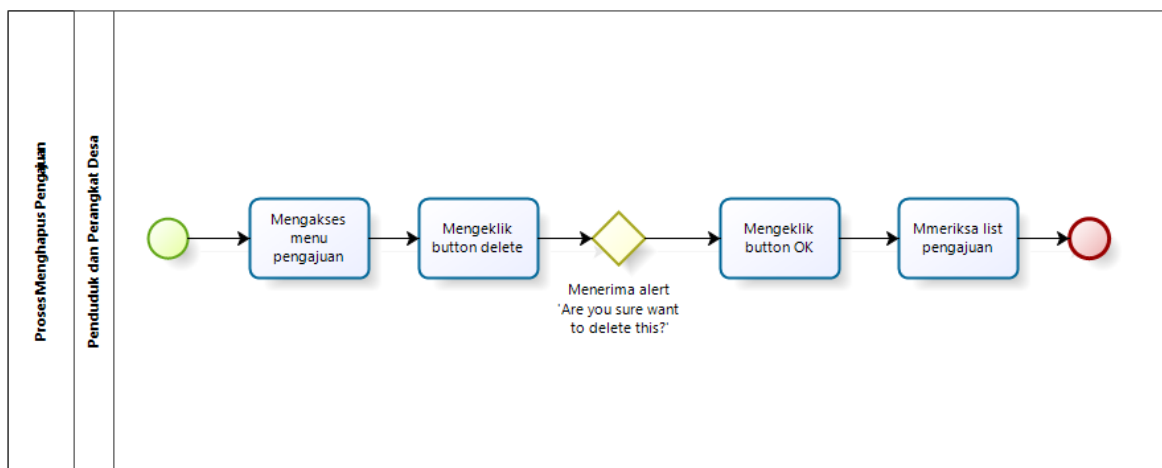 Proses Menghapus Pengajuan
Penduduk dan Perangkat Desa
Mengakses
menu
pengajuan
Mengeklik
button delete
Menerima alert
'Are you sure want
to delete this?'
Mengeklik
button OK
Mmeriksa list
pengajuan